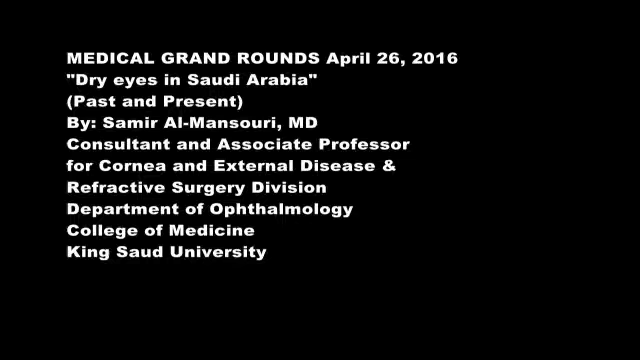 MEDICAL GRAND ROUNDS April 26, 2016
"Dry eyes in Saudi Arabia"
(Past and Present)
By: Samir Al-Mansouri, MD
Consultant and Associate Professor
for Cornea and External Disease &
Refractive Surgery Division
Department of Ophthalmology
College of Medicine
King Saud University